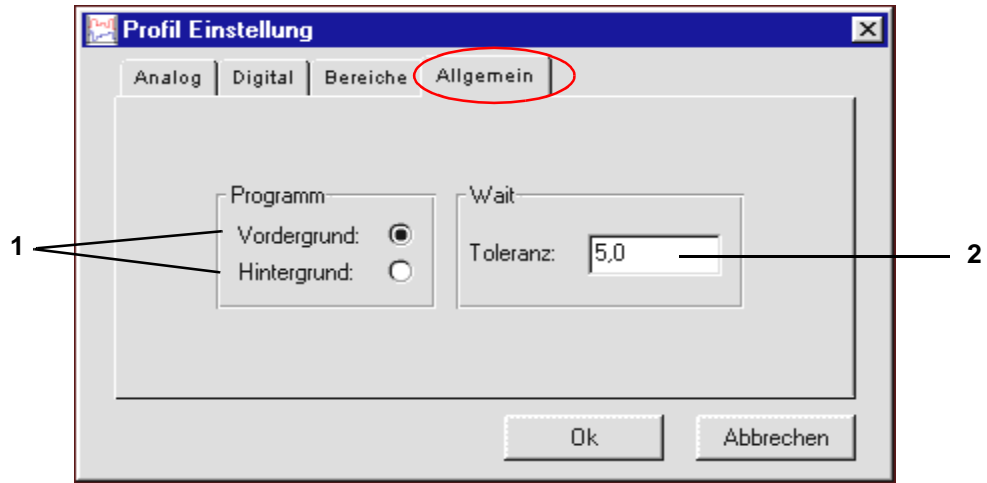 Profil Einstellung
Analog Digital Bereiche Allgemein
Programm
Vordergrund:
Hintergrund:
Wait
Toleranz: 5,0
1
2
Ok Abbrechen